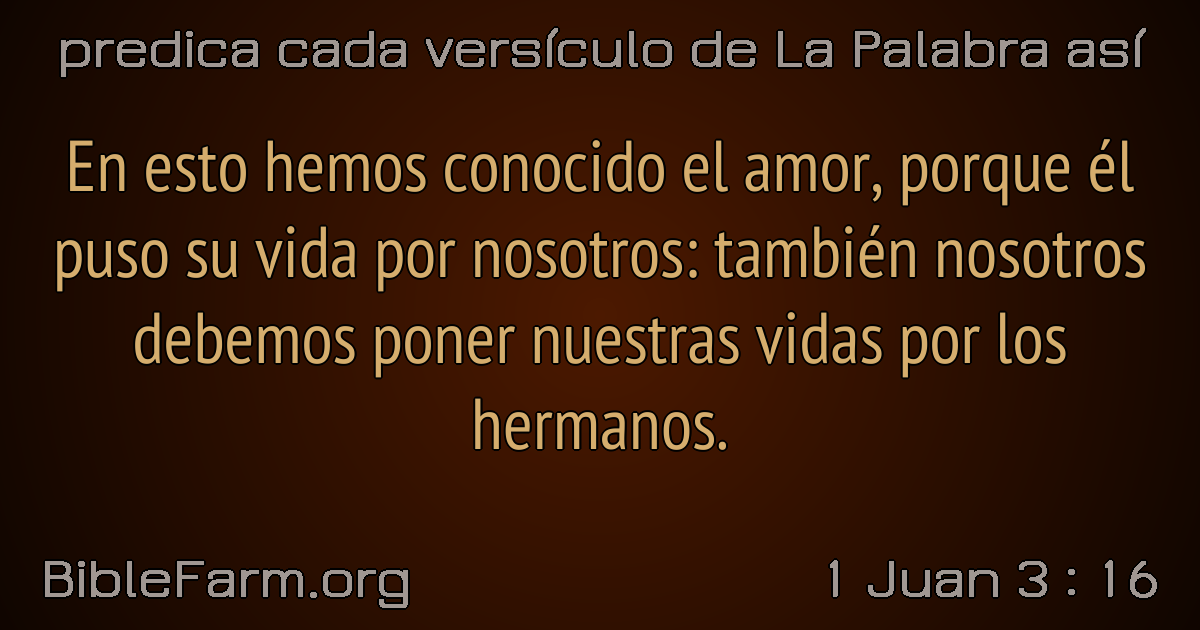 predica cada versículo de La Palabra así
En esto hemos conocido el amor, porque él
puso su vida por nosotros: también nosotros
debemos poner nuestras vidas por los
hermanos.
BibleFarm.org
1 Juan 3 : 16